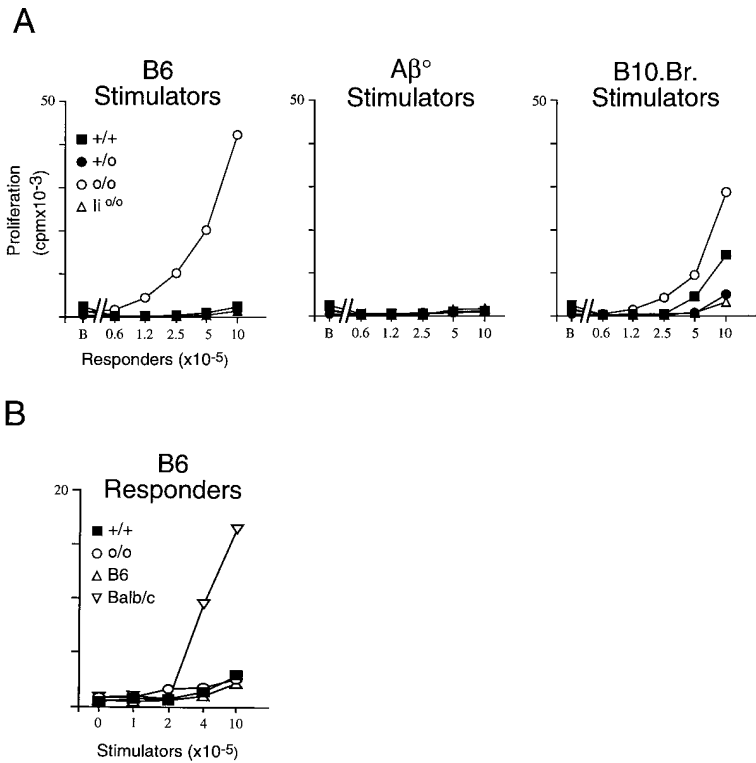 A
B6
Stimulators
Aβ°
Stimulators
B10.Br.
Stimulators
50
50
50
+/+
+/o
o/o
Ii o/o
Proliferation
(cpmx10-3)
B 0.6 1.2 2.5 5 10
B 0.6 1.2 2.5 5 10
B 0.6 1.2 2.5 5 10
Responders (x10-5)
B
B6
Responders
20
+/+
o/o
B6
Balb/c
0 1 2 4 10
Stimulators (x10-5)